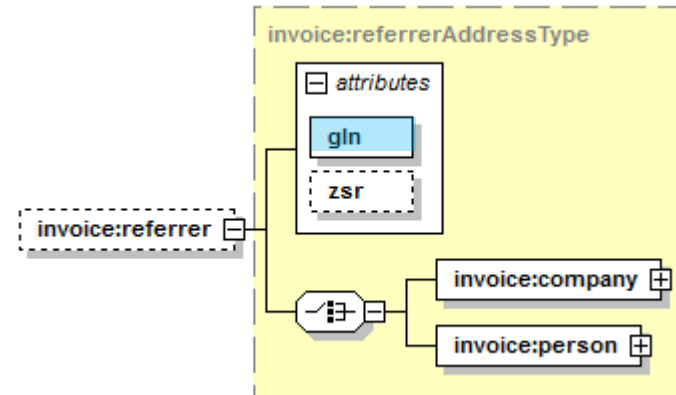 invoice:referrerAddressType
attributes
gln
zsr
invoice:referrer
invoice:company
invoice:person